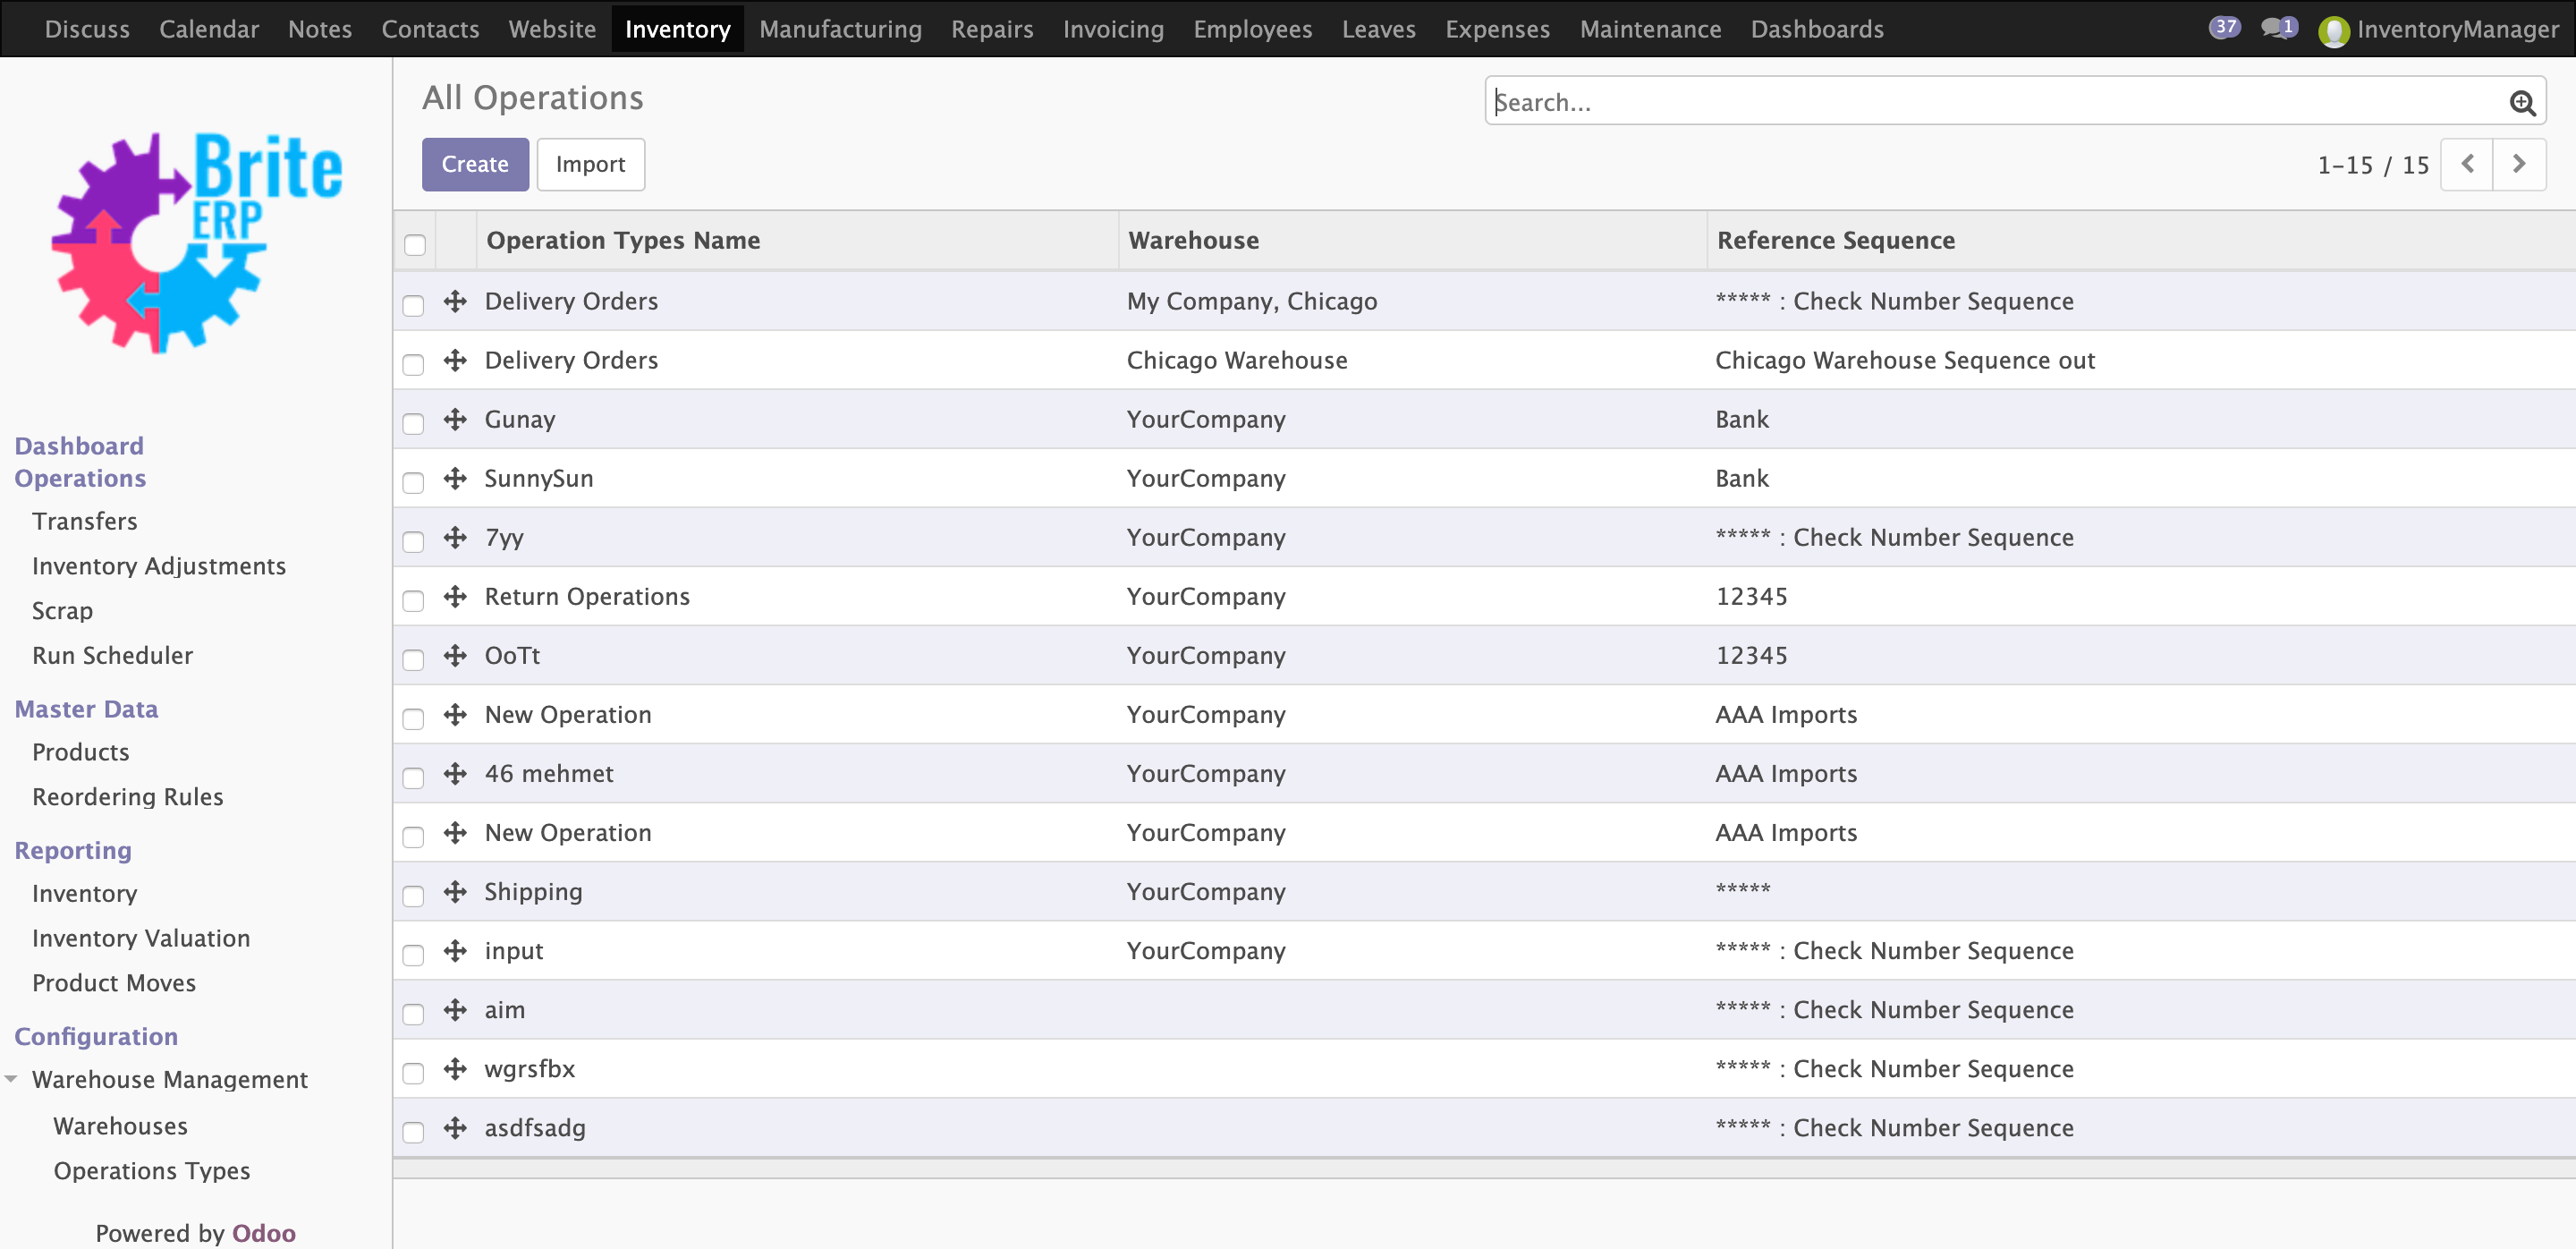 Discuss Calendar Notes Contacts Website Inventory Manufacturing Repairs Invoicing Employees Leaves Expenses Maintenance Dashboards 37 1 InventoryManager
Brite
ERP
Dashboard
Operations
Transfers
Inventory Adjustments
Scrap
Run Scheduler
Master Data
Products
Reordering Rules
Reporting
Inventory
Inventory Valuation
Product Moves
Configuration
Warehouse Management
Warehouses
Operations Types
Powered by Odoo
All Operations
Search...
Create Import 1-15 / 15
Operation Types Name Warehouse Reference Sequence
Delivery Orders My Company, Chicago ***** : Check Number Sequence
Delivery Orders Chicago Warehouse Chicago Warehouse Sequence out
Gunay YourCompany Bank
SunnySun YourCompany Bank
7yy YourCompany ***** : Check Number Sequence
Return Operations YourCompany 12345
OoTt YourCompany 12345
New Operation YourCompany AAA Imports
46 mehmet YourCompany AAA Imports
New Operation YourCompany AAA Imports
Shipping YourCompany *****
input YourCompany ***** : Check Number Sequence
aim ***** : Check Number Sequence
wgrsfbx ***** : Check Number Sequence
asdfsadg ***** : Check Number Sequence